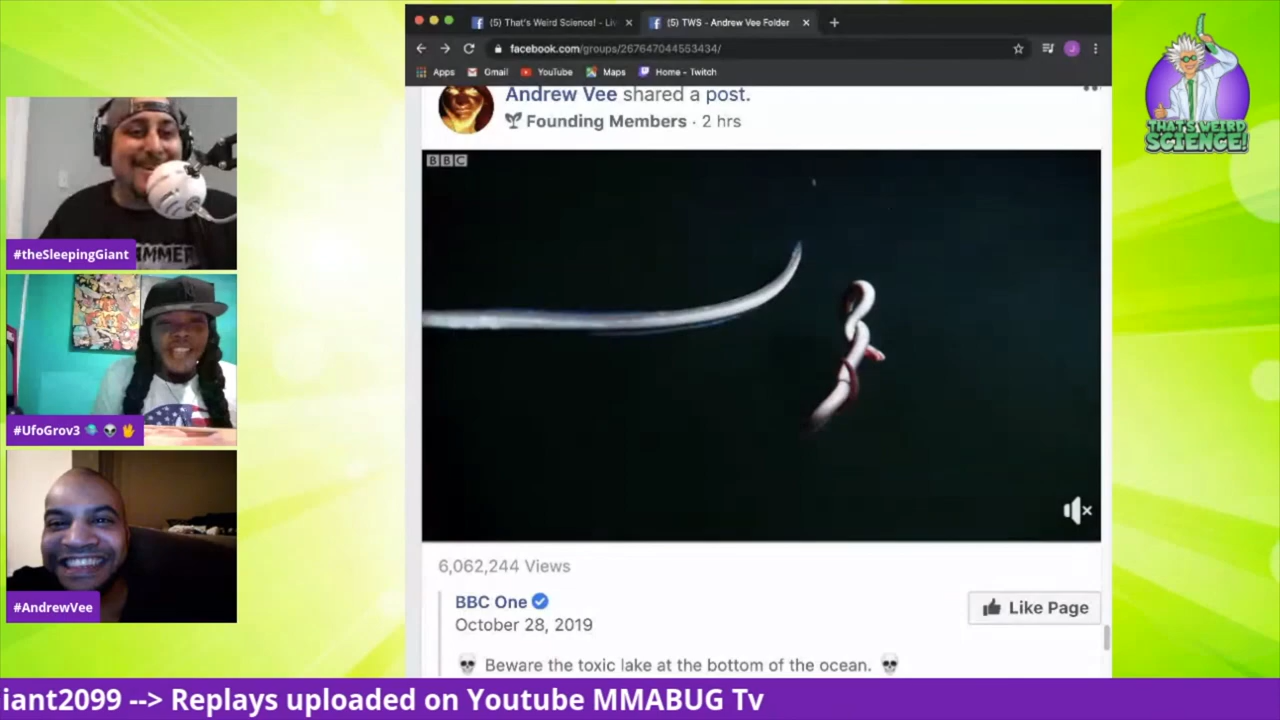 (5) That's Weird Science! - Li
(5) TWS - Andrew Vee Folder
facebook.com/groups/267647044553434/
Apps
Gmail
YouTube
Maps
Home - Twitch
Andrew Vee shared a post.
Founding Members · 2 hrs
BBC
THAT'S WEIRD
SCIENCE!
#theSleepingGiant
#UfoGrov3 🛸 👽 🖖
#AndrewVee
6,062,244 Views
BBC One
October 28, 2019
Like Page
💀 Beware the toxic lake at the bottom of the ocean. 💀
iant2099 --> Replays uploaded on Youtube MMABUG Tv